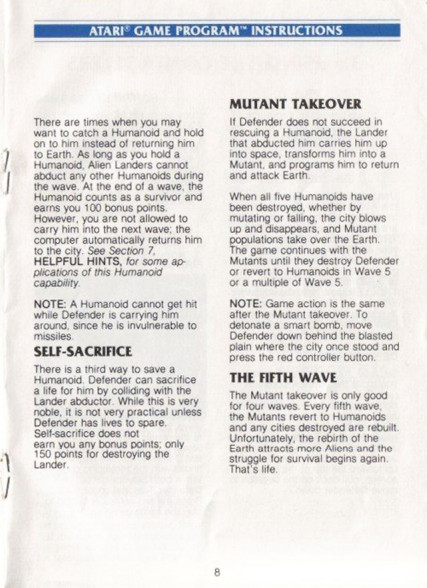 ATARI® GAME PROGRAM™ INSTRUCTIONS
There are times when you may
want to catch a Humanoid and hold
on to him instead of returning him
to Earth. As long as you hold a
Humanoid, Alien Landers cannot
abduct any other Humanoids during
the wave. At the end of a wave, the
Humanoid counts as a survivor and
earns you 100 bonus points.
However, you are not allowed to
carry him into the next wave; the
computer automatically returns him
to the city. See Section 7,
HELPFUL HINTS, for some ap-
plications of this Humanoid
capability.
NOTE: A Humanoid cannot get hit
while Defender is carrying him
around, since he is invulnerable to
missiles.
SELF-SACRIFICE
There is a third way to save a
Humanoid. Defender can sacrifice
a life for him by colliding with the
Lander abductor. While this is very
noble, it is not very practical unless
Defender has lives to spare.
Self-sacrifice does not
earn you any bonus points; only
150 points for destroying the
Lander.
MUTANT TAKEOVER
If Defender does not succeed in
rescuing a Humanoid, the Lander
that abducted him carries him up
into space, transforms him into a
Mutant, and programs him to return
and attack Earth.
When all five Humanoids have
been destroyed, whether by
mutating or falling, the city blows
up and disappears, and Mutant
populations take over the Earth.
The game continues with the
Mutants until they destroy Defender
or revert to Humanoids in Wave 5
or a multiple of Wave 5.
NOTE: Game action is the same
after the Mutant takeover. To
detonate a smart bomb, move
Defender down behind the blasted
plain where the city once stood and
press the red controller button.
THE FIFTH WAVE
The Mutant takeover is only good
for four waves. Every fifth wave,
the Mutants revert to Humanoids
and any cities destroyed are rebuilt.
Unfortunately, the rebirth of the
Earth attracts more Aliens and the
struggle for survival begins again.
That's life.
8